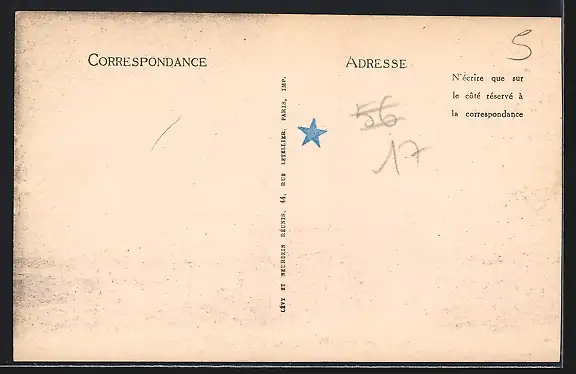 CORRESPONDANCE
ADRESSE
5
N'écrire que sur
le côté réservé à
la correspondance
56
17
LÉVY ET NEURDEIN RÉUNIS, 44, RUE LETELLIER, PARIS, IMP.